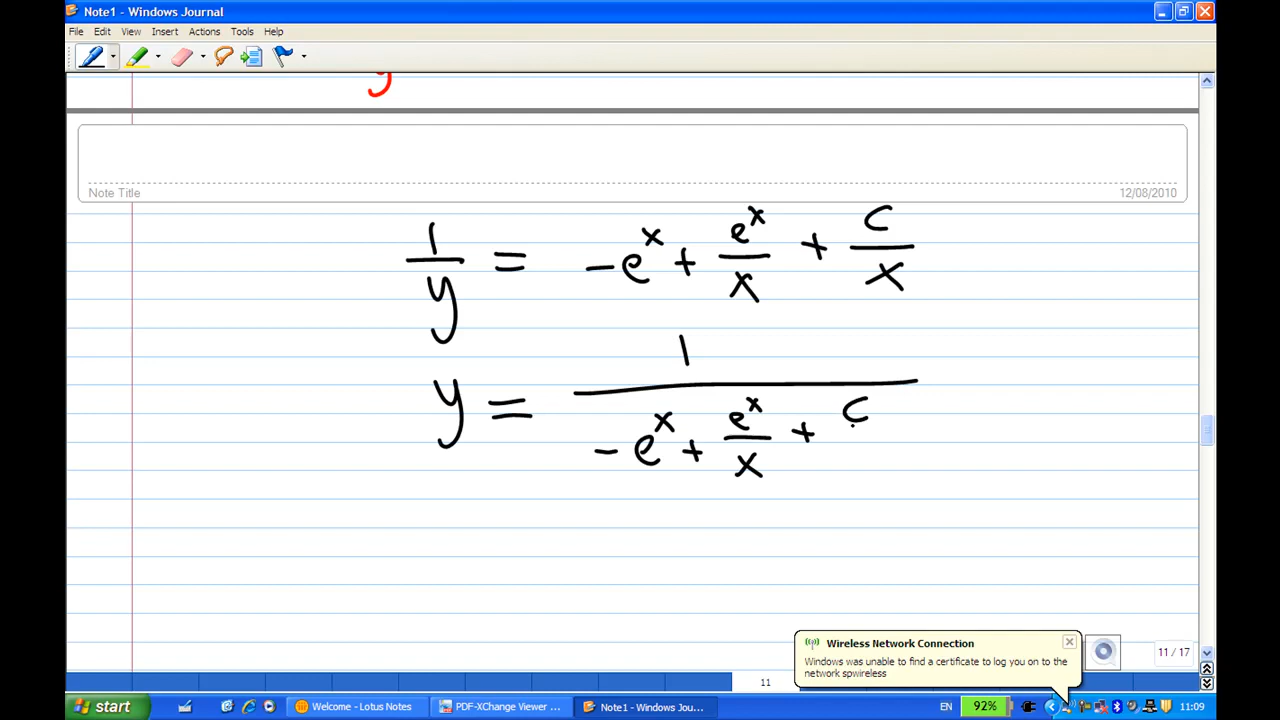 Note1 - Windows Journal
File Edit View Insert Actions Tools Help
y
Note Title 12/08/2010
1/y = -e^x + e^x/x + c/x
y = 1/(-e^x + e^x/x + c
Wireless Network Connection
Windows was unable to find a certificate to log you on to the
network spwireless
11 / 17
11
start Welcome - Lotus Notes PDF-XChange Viewer ... Note1 - Windows Jou... EN 92% 11:09